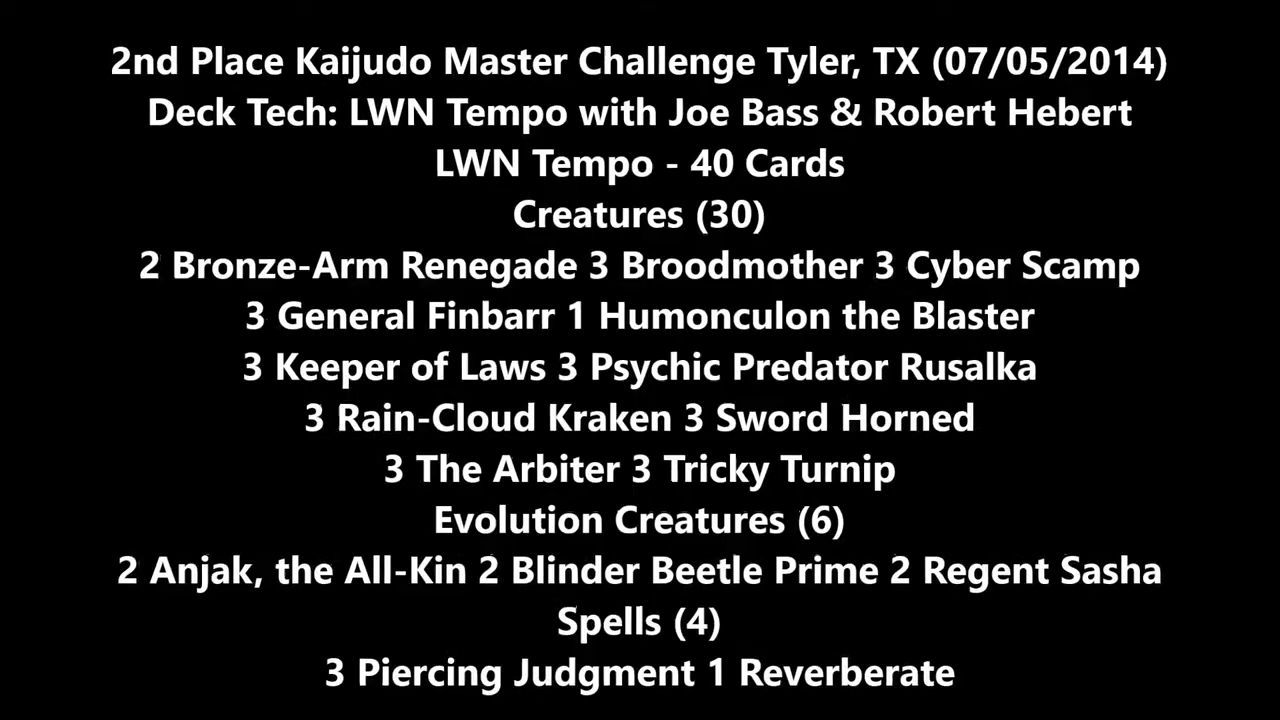 2nd Place Kaijudo Master Challenge Tyler, TX (07/05/2014)
Deck Tech: LWN Tempo with Joe Bass & Robert Hebert
LWN Tempo - 40 Cards
Creatures (30)
2 Bronze-Arm Renegade 3 Broodmother 3 Cyber Scamp
3 General Finbarr 1 Humonculon the Blaster
3 Keeper of Laws 3 Psychic Predator Rusalka
3 Rain-Cloud Kraken 3 Sword Horned
3 The Arbiter 3 Tricky Turnip
Evolution Creatures (6)
2 Anjak, the All-Kin 2 Blinder Beetle Prime 2 Regent Sasha
Spells (4)
3 Piercing Judgment 1 Reverberate